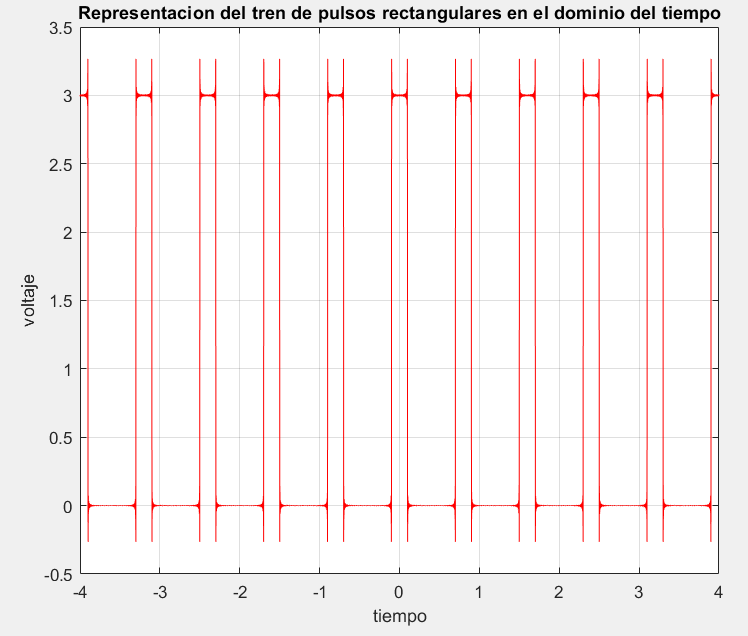 Representacion del tren de pulsos rectangulares en el dominio del tiempo
3.5
3
2.5
2
1.5
1
0.5
0
-0.5
voltaje
-4 -3 -2 -1 0 1 2 3 4
tiempo